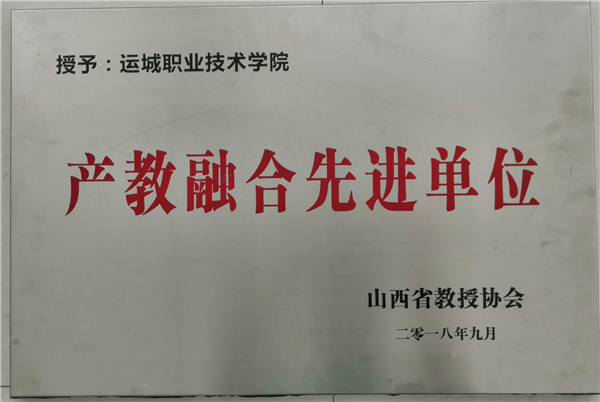 授予：运城职业技术学院
产教融合先进单位
山西省教授协会
二零一八年九月